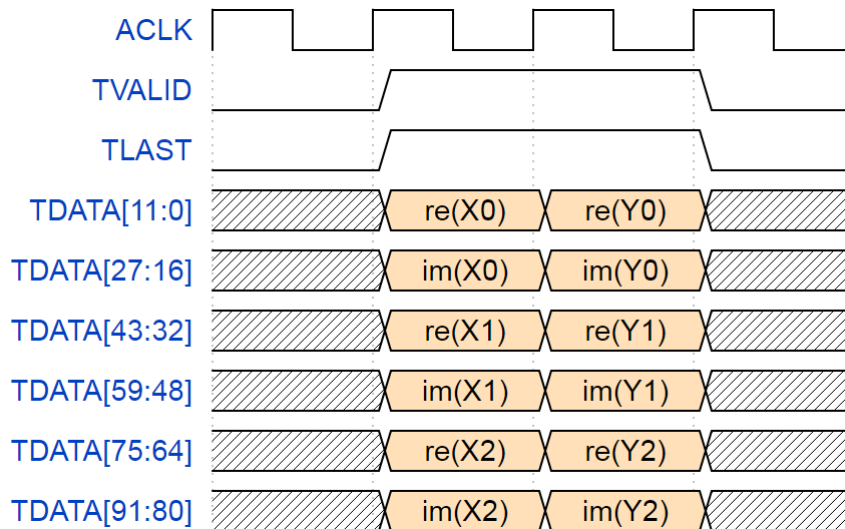 ACLK
TVALID
TLAST
TDATA[11:0] re(X0) re(Y0)
TDATA[27:16] im(X0) im(Y0)
TDATA[43:32] re(X1) re(Y1)
TDATA[59:48] im(X1) im(Y1)
TDATA[75:64] re(X2) re(Y2)
TDATA[91:80] im(X2) im(Y2)